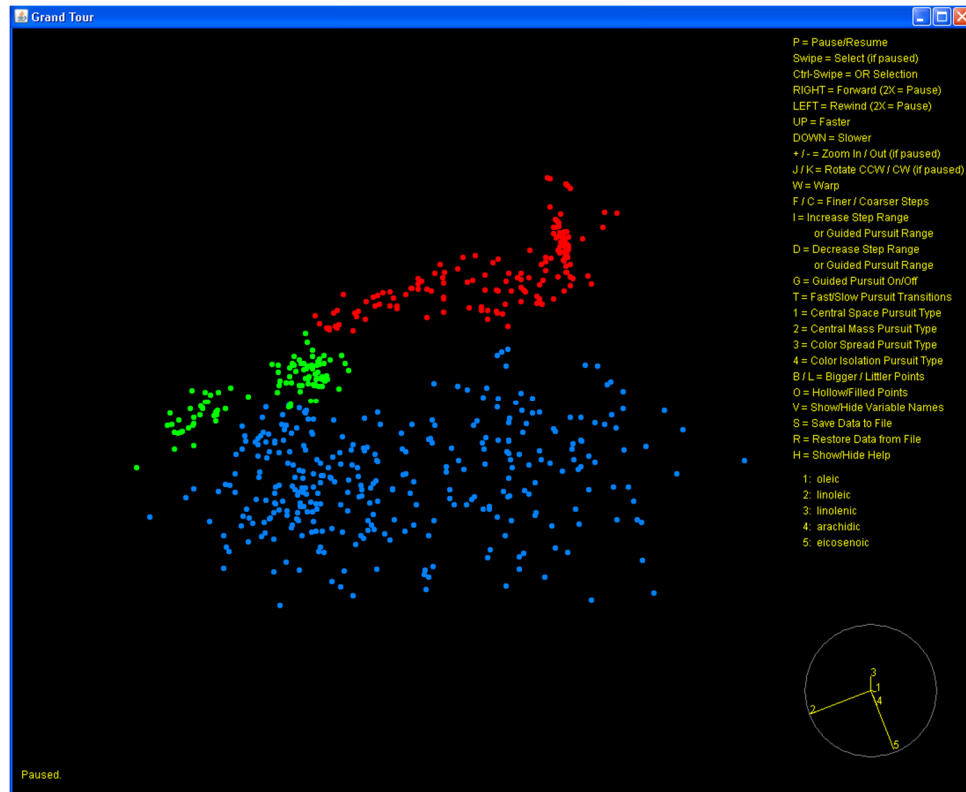 Grand Tour
P = Pause/Resume
Swipe = Select (if paused)
Ctrl-Swipe = OR Selection
RIGHT = Forward (2X = Pause)
LEFT = Rewind (2X = Pause)
UP = Faster
DOWN = Slower
+ / - = Zoom In / Out (if paused)
J / K = Rotate CCW / CW (if paused)
W = Warp
F / C = Finer / Coarser Steps
I = Increase Step Range
or Guided Pursuit Range
D = Decrease Step Range
or Guided Pursuit Range
G = Guided Pursuit On/Off
T = Fast/Slow Pursuit Transitions
1 = Central Space Pursuit Type
2 = Central Mass Pursuit Type
3 = Color Spread Pursuit Type
4 = Color Isolation Pursuit Type
B / L = Bigger / Littler Points
O = Hollow/Filled Points
V = Show/Hide Variable Names
S = Save Data to File
R = Restore Data from File
H = Show/Hide Help
1: oleic
2: linoleic
3: linolenic
4: arachidic
5: eicosenoic
3
1
4
2
5
Paused.